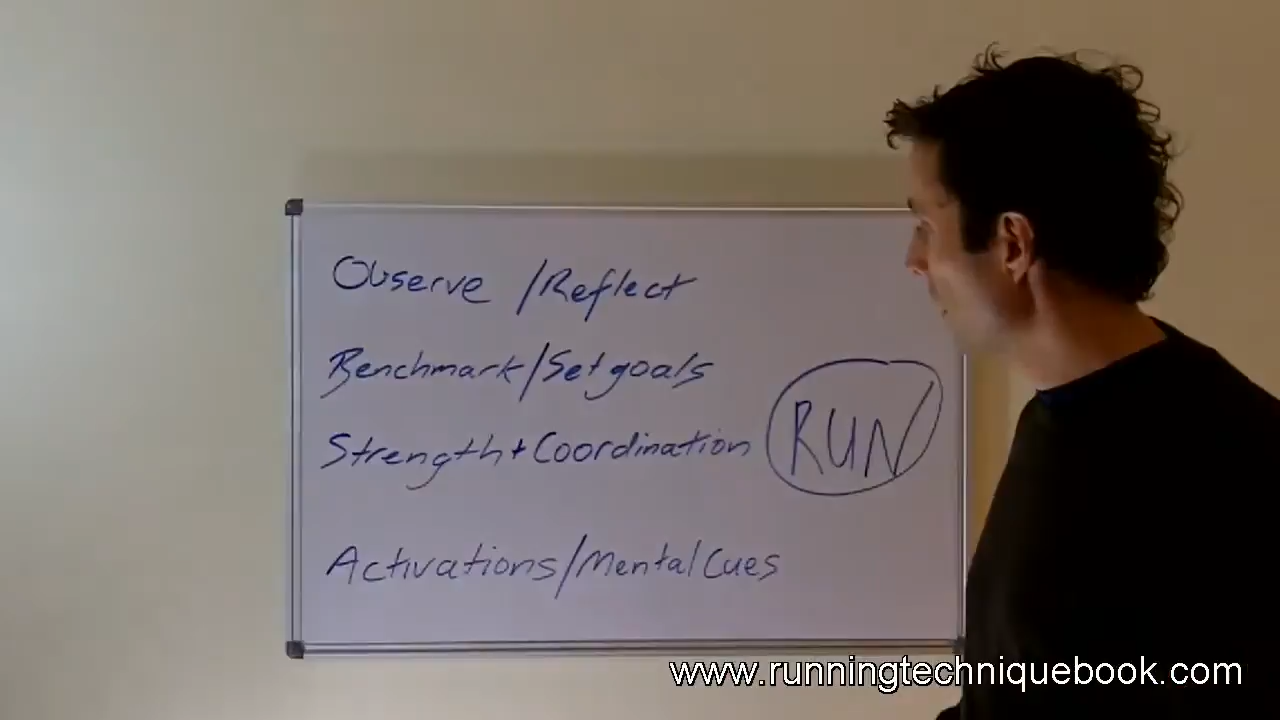 Observe /Reflect
Benchmark/Set goals
Strength + Coordination
RUN
Activations/Mental Cues
www.runningtechniquebook.com